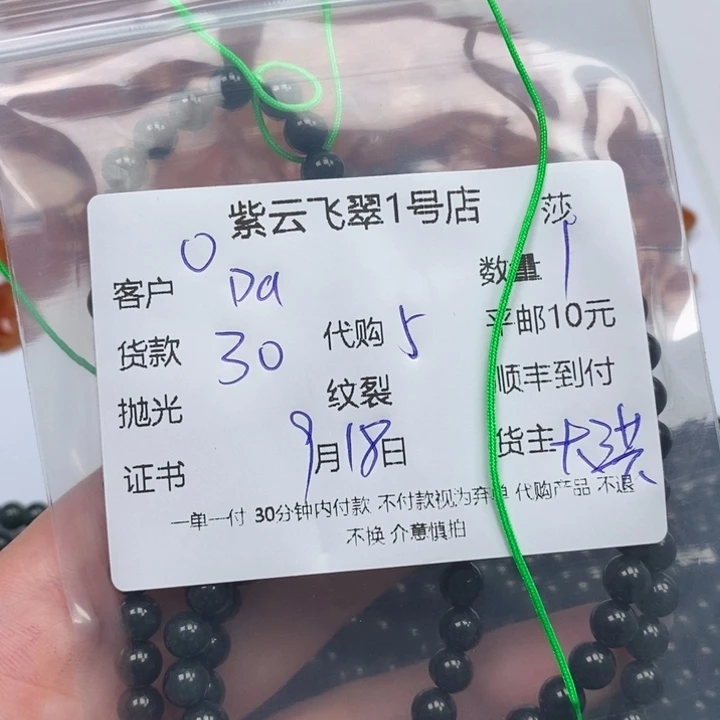 紫云飞翠1号店 莎
客户 O Da 数量 1
货款 30 代购 5 平邮10元
抛光 纹裂 顺丰到付
证书 9月18日 货主 大洪
一单一付 30分钟内付款 不付款视为弃单 代购产品 不退
不换 介意慎拍